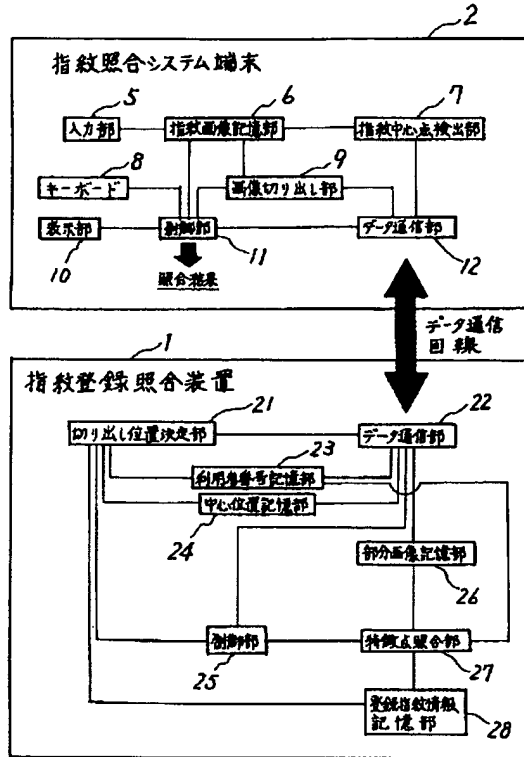 2
指紋照合システム端末
5
6
7
入力部
指紋画像記憶部
指紋中心点検出部
8
9
キーボード
画像切り出し部
表示部
制御部
データ通信部
10
11
12
照合結果
データ通信
回線
1
指紋登録照合装置
21
22
切り出し位置決定部
データ通信部
23
利用者番号記憶部
中心位置記憶部
24
部分画像記憶部
26
制御部
特徴点照合部
25
27
登録指紋情報
記憶部
28